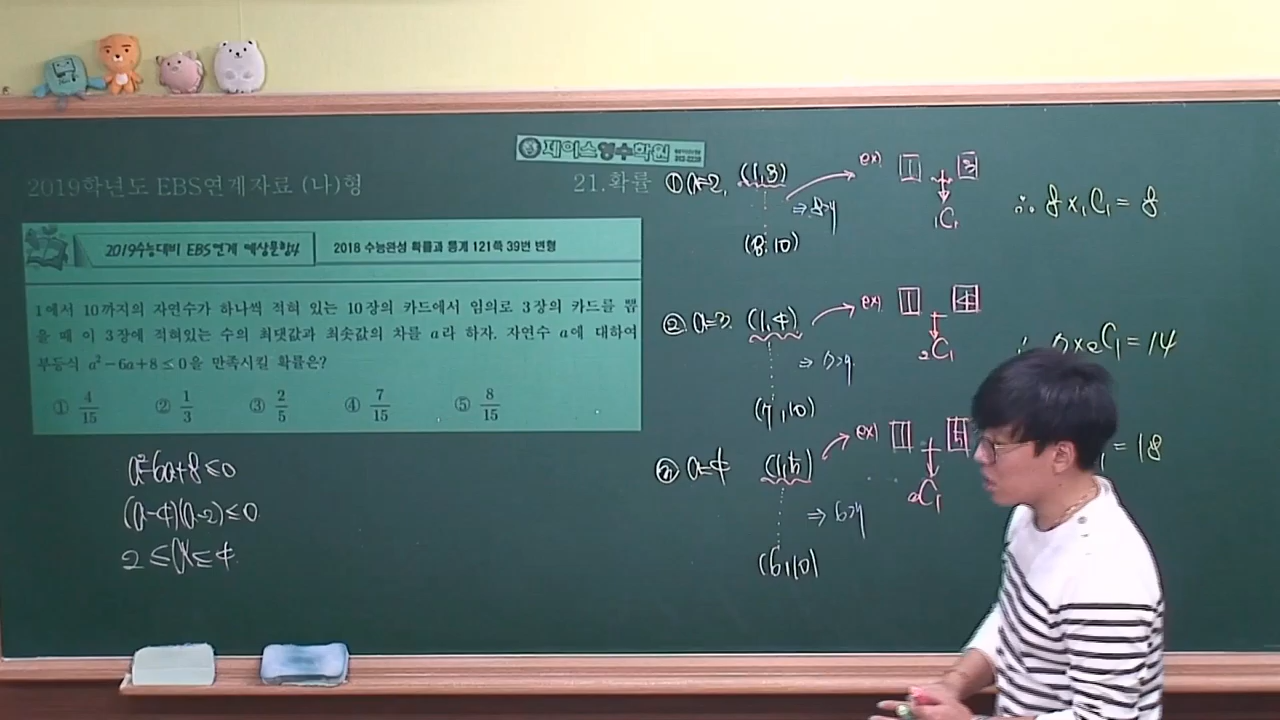 제이스영수학원
2019학년도 EBS연계자료 (나)형
21.확률
2019수능대비 EBS연계 예상문항4
2018 수능완성 확률과 통계 121쪽 39번 변형
1에서 10까지의 자연수가 하나씩 적혀 있는 10장의 카드에서 임의로 3장의 카드를 뽑
을 때 이 3장에 적혀있는 수의 최댓값과 최솟값의 차를 a라 하자. 자연수 a에 대하여
부등식 a²-6a+8≤0을 만족시킬 확률은?
① 4/15 ② 1/3 ③ 2/5 ④ 7/15 ⑤ 8/15
a²-6a+8≤0
(a-4)(a-2)≤0
2≤a≤4
① a=2, (1,3) ex) 1 3
⇒8가 ₁C₁ ∴ 8×₁C₁=8
(8,10)
② a=3. (1,4) ex) 1 4
⇒7가 ₂C₁ ×₂C₁=14
(7,10)
③ a=4 (1,5) ex) 1 5
⇒6가 =18
(6,10)